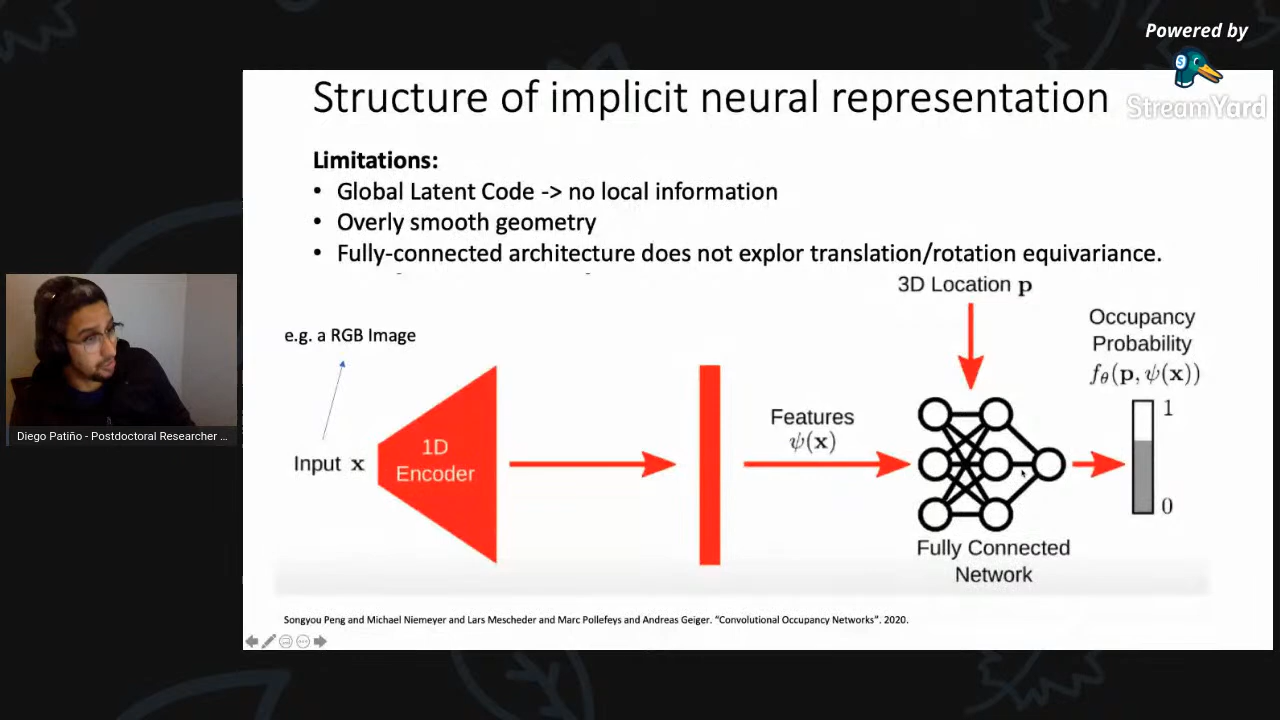 Powered by
StreamYard
Structure of implicit neural representation
Limitations:
• Global Latent Code -> no local information
• Overly smooth geometry
• Fully-connected architecture does not explor translation/rotation equivariance.
3D Location p
Occupancy
Probability
fθ(p, ψ(x))
1
0
e.g. a RGB Image
Input x
1D
Encoder
Features
ψ(x)
Fully Connected
Network
Songyou Peng and Michael Niemeyer and Lars Mescheder and Marc Pollefeys and Andreas Geiger. “Convolutional Occupancy Networks”. 2020.
Diego Patiño - Postdoctoral Researcher ...